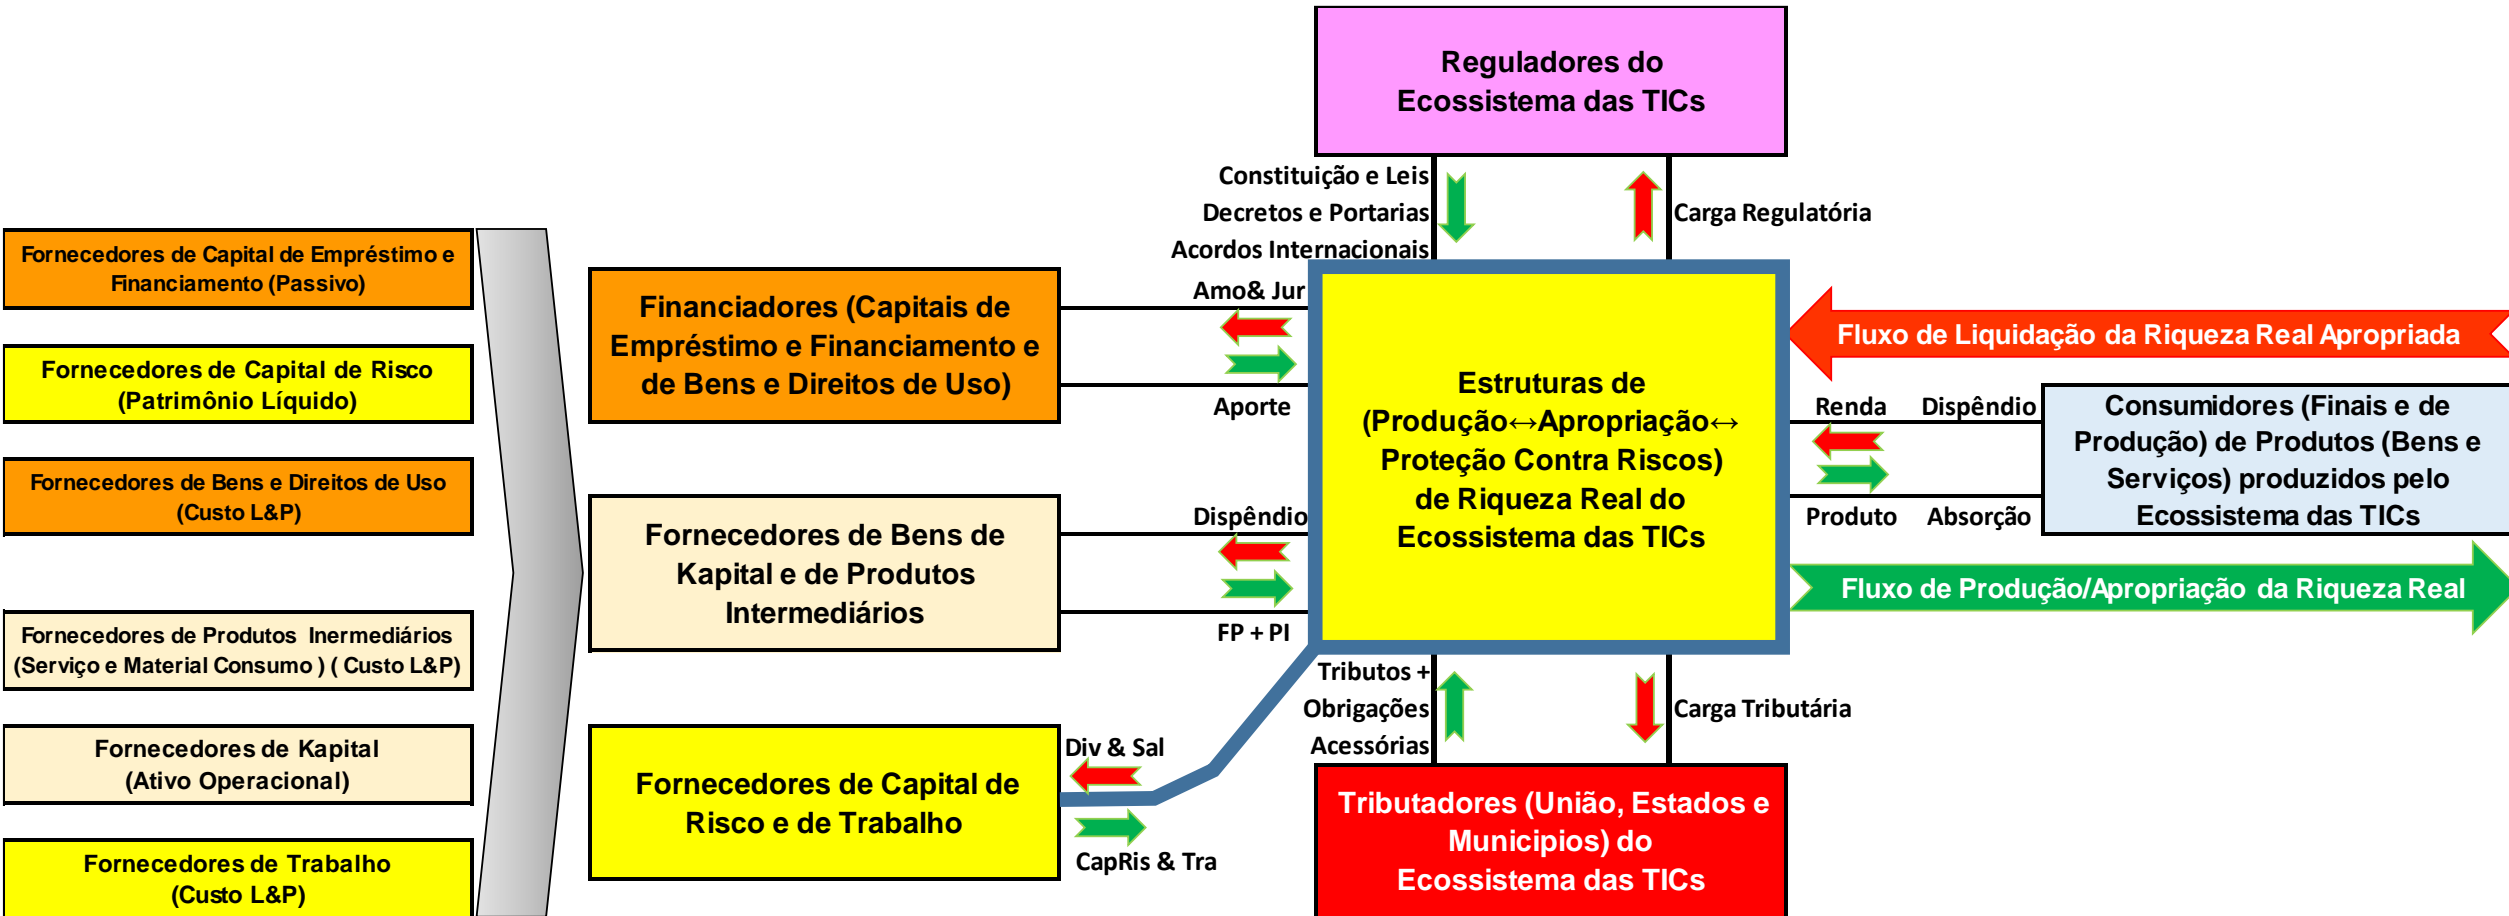 Reguladores do
Ecossistema das TICs
Constituição e Leis
Decretos e Portarias
Acordos Internacionais
Carga Regulatória
Fornecedores de Capital de Empréstimo e
Financiamento (Passivo)
Fornecedores de Capital de Risco
(Patrimônio Líquido)
Fornecedores de Bens e Direitos de Uso
(Custo L&P)
Fornecedores de Produtos Inermediários
(Serviço e Material Consumo ) ( Custo L&P)
Fornecedores de Kapital
(Ativo Operacional)
Fornecedores de Trabalho
(Custo L&P)
Financiadores (Capitais de
Empréstimo e Financiamento e
de Bens e Direitos de Uso)
Amo& Jur
Aporte
Fornecedores de Bens de
Kapital e de Produtos
Intermediários
Dispêndio
FP + PI
Fornecedores de Capital de
Risco e de Trabalho
Div & Sal
CapRis & Tra
Estruturas de
(Produção↔Apropriação↔
Proteção Contra Riscos)
de Riqueza Real do
Ecossistema das TICs
Fluxo de Liquidação da Riqueza Real Apropriada
Renda Dispêndio
Produto Absorção
Consumidores (Finais e de
Produção) de Produtos (Bens e
Serviços) produzidos pelo
Ecossistema das TICs
Fluxo de Produção/Apropriação da Riqueza Real
Tributos +
Obrigações
Acessórias
Carga Tributária
Tributadores (União, Estados e
Municipios) do
Ecossistema das TICs